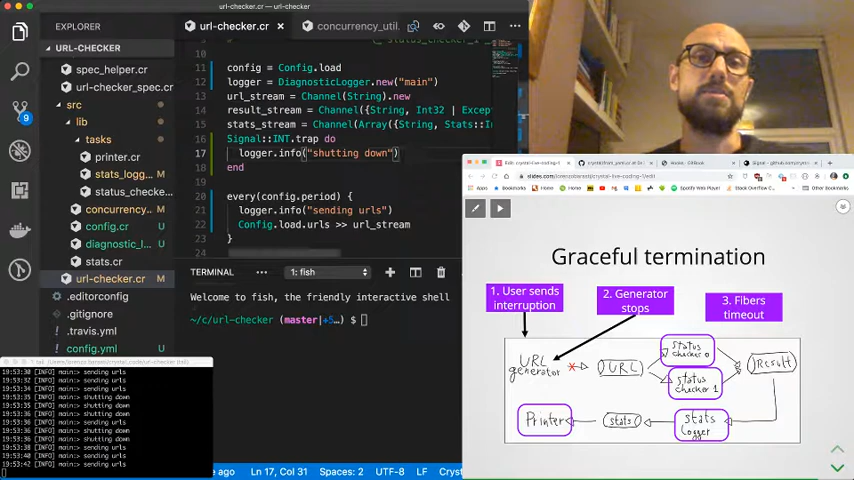 url-checker.cr — url-checker
EXPLORER
url-checker.cr
concurrency_util.
URL-CHECKER
spec_helper.cr
url-checker_spec.cr
src
lib
tasks
printer.cr
stats_logg...
status_checke...
concurrency...
M
config.cr
diagnostic_l...
stats.cr
url-checker.cr
M
.editorconfig
.gitignore
.travis.yml
config.yml
9
10
11 config = Config.load
12 logger = DiagnosticLogger.new("main")
13 url_stream = Channel(String).new
14 result_stream = Channel({String, Int32 | Except
15 stats_stream = Channel(Array({String, Stats::In
16 Signal::INT.trap do
17 logger.info("shutting down")
18 end
20 every(config.period) {
21 logger.info("sending urls")
22 Config.load.urls >> url_stream
23 }
24
TERMINAL
1: fish
Welcome to fish, the friendly interactive shell
~/c/url-checker (master|+5…) $
19:53:30 [INFO] main:> sending urls
19:53:32 [INFO] main:> sending urls
19:53:34 [INFO] main:> sending urls
19:53:35 [INFO] main:> shutting down
19:53:35 [INFO] main:> shutting down
19:53:36 [INFO] main:> shutting down
19:53:36 [INFO] main:> sending urls
19:53:36 [INFO] main:> shutting down
19:53:38 [INFO] main:> sending urls
19:53:40 [INFO] main:> sending urls
19:53:42 [INFO] main:> sending urls
Ln 17, Col 31
Spaces: 2
UTF-8
LF
Cryst
Graceful termination
1. User sends
interruption
2. Generator
stops
3. Fibers
timeout
URL
generator
URL
status
checker 0
status
checker 1
Result
Printer
stats
stats
logger